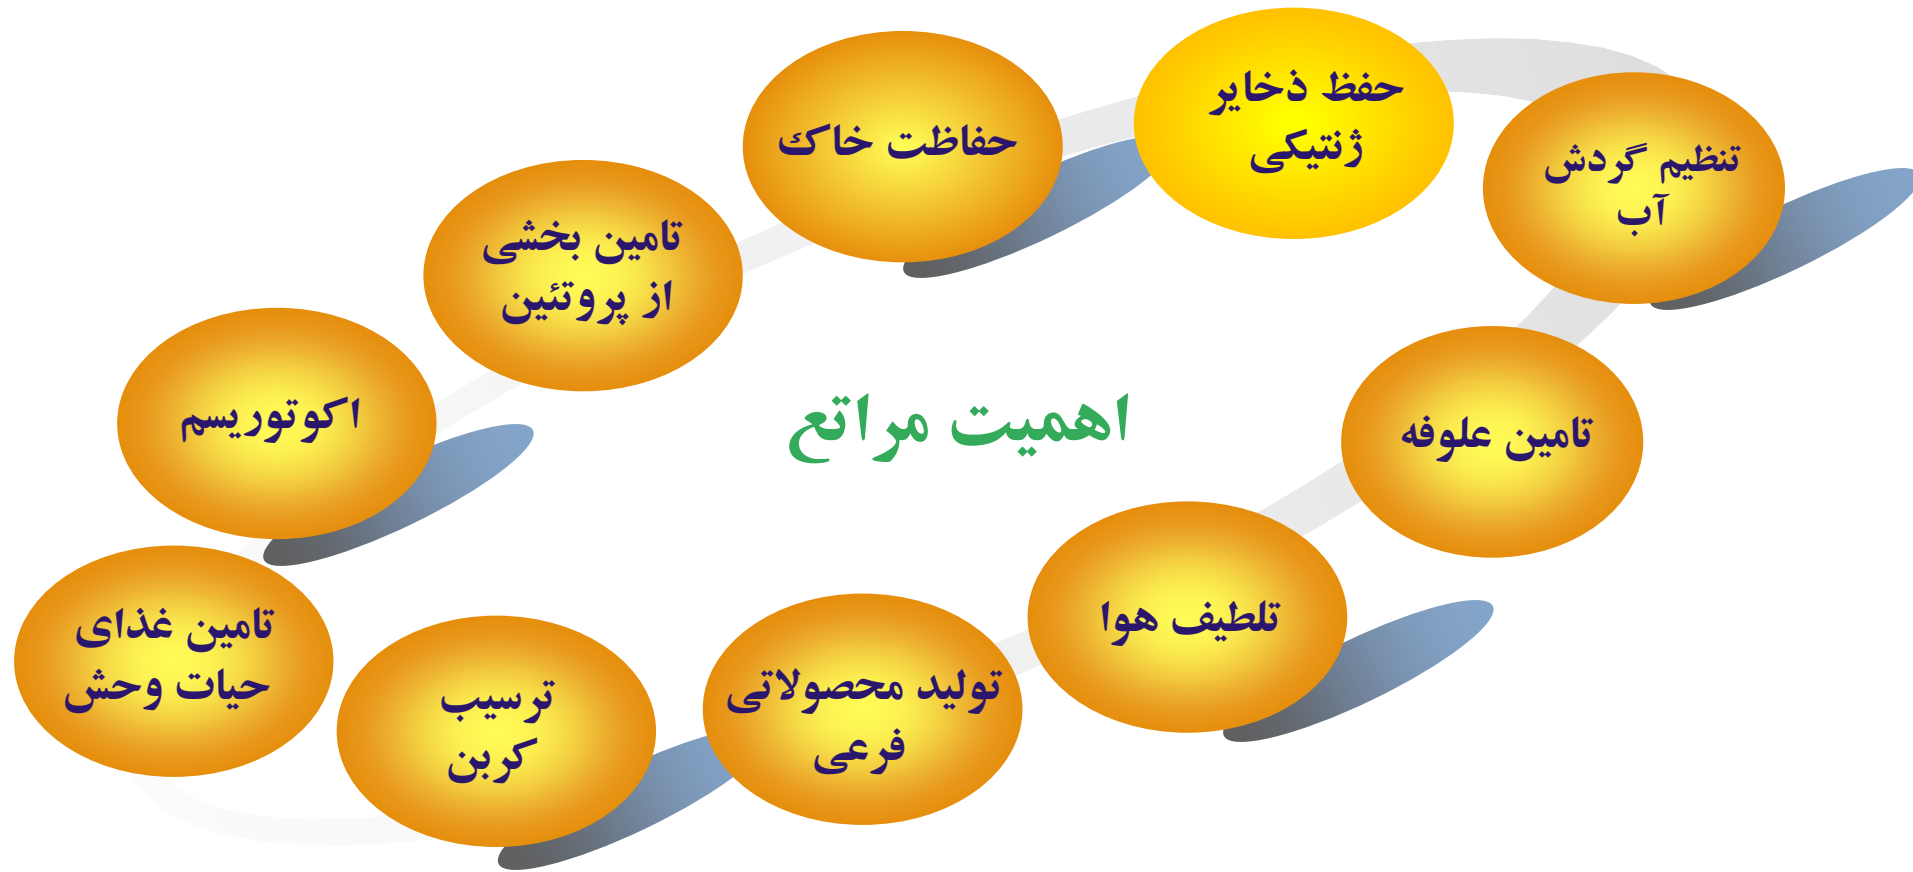 اهمیت مراتع
حفظ ذخایر
ژنتیکی
تنظیم گردش
آب
تامین علوفه
تلطیف هوا
تولید محصولاتی
فرعی
ترسیب
کربن
تامین غذای
حیات وحش
اکوتوریسم
تامین بخشی
از پروتئین
حفاظت خاک